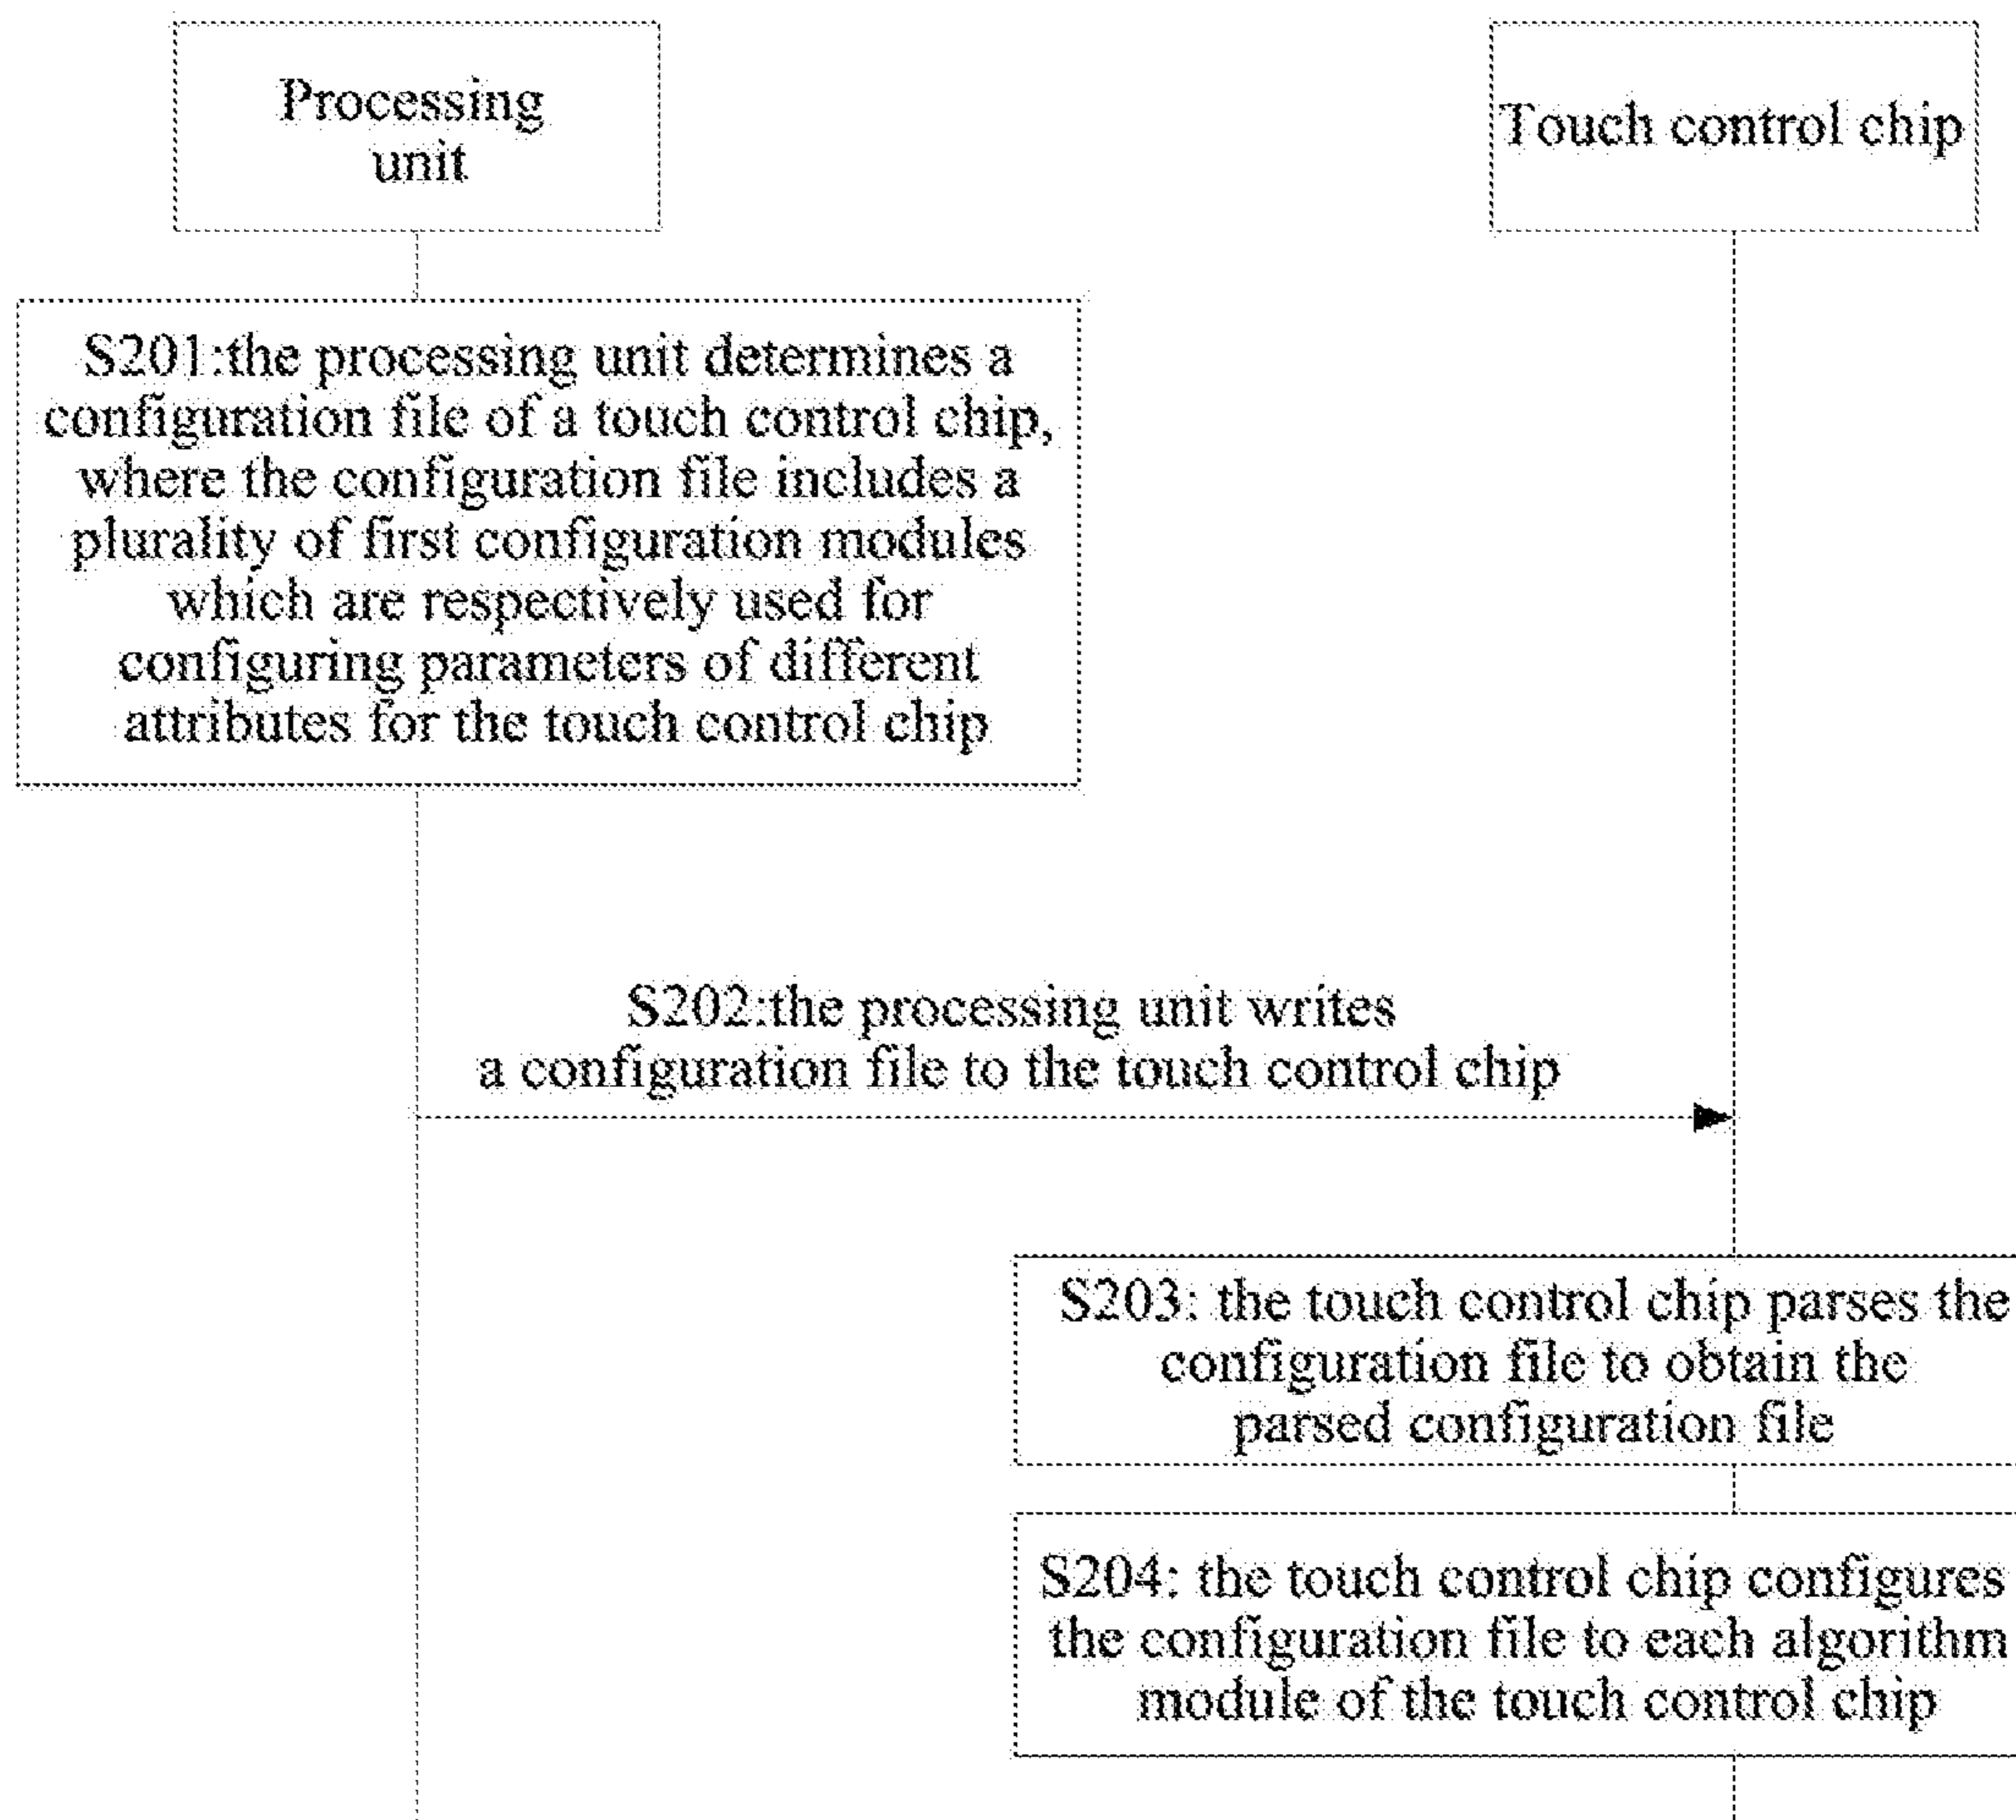 Processing
unit
Touch control chip
S201:the processing unit determines a
configuration file of a touch control chip,
where the configuration file includes a
plurality of first configuration modules
which are respectively used for
configuring parameters of different
attributes for the touch control chip
S202:the processing unit writes
a configuration file to the touch control chip
S203: the touch control chip parses the
configuration file to obtain the
parsed configuration file
S204: the touch control chip configures
the configuration file to each algorithm
module of the touch control chip